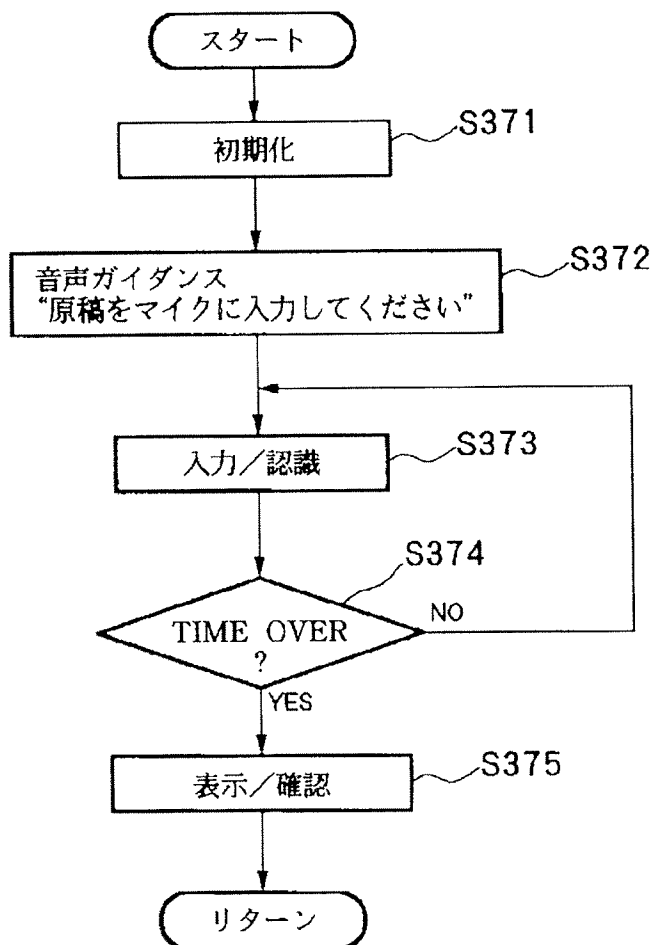 スタート
初期化
S371
音声ガイダンス
“原稿をマイクに入力してください”
S372
入力／認識
S373
TIME OVER
?
S374
NO
YES
表示／確認
S375
リターン